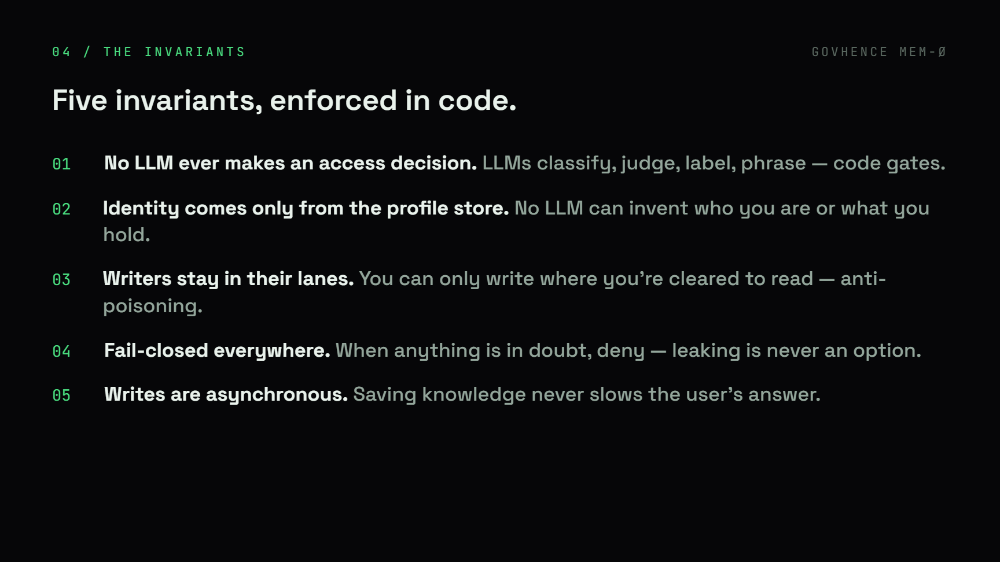 04 / THE INVARIANTS
GOVHENCE MEM-Ø
Five invariants, enforced in code.
01 No LLM ever makes an access decision. LLMs classify, judge, label, phrase — code gates.
02 Identity comes only from the profile store. No LLM can invent who you are or what you
hold.
03 Writers stay in their lanes. You can only write where you’re cleared to read — anti-
poisoning.
04 Fail-closed everywhere. When anything is in doubt, deny — leaking is never an option.
05 Writes are asynchronous. Saving knowledge never slows the user’s answer.